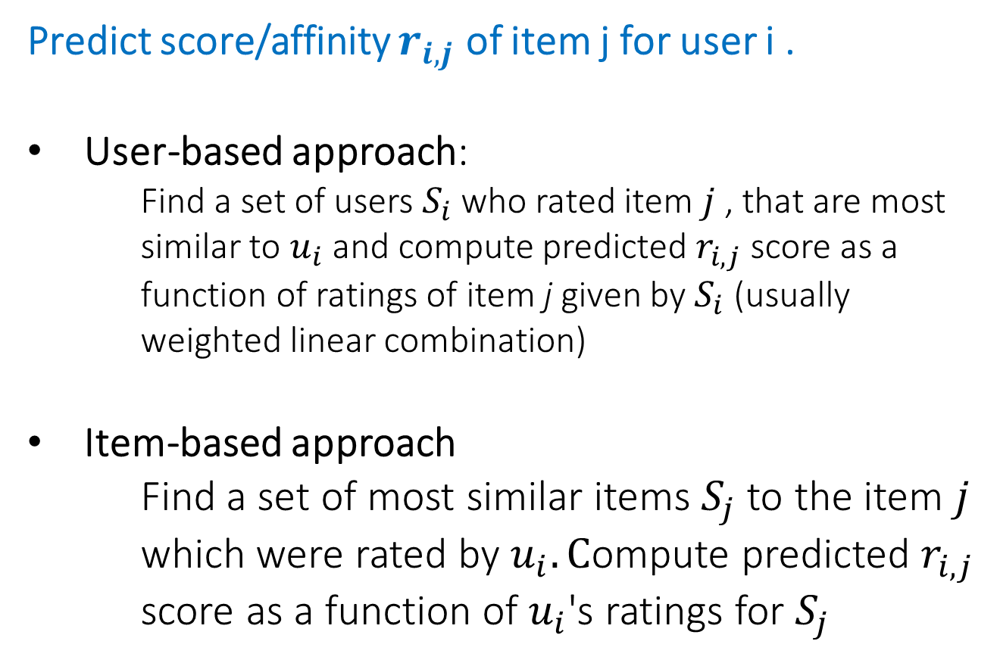 Predict score/affinity r_{i,j} of item j for user i .
• User-based approach:
Find a set of users S_i who rated item j , that are most
similar to u_i and compute predicted r_{i,j} score as a
function of ratings of item j given by S_i (usually
weighted linear combination)
• Item-based approach
Find a set of most similar items S_j to the item j
which were rated by u_i. Compute predicted r_{i,j}
score as a function of u_i's ratings for S_j